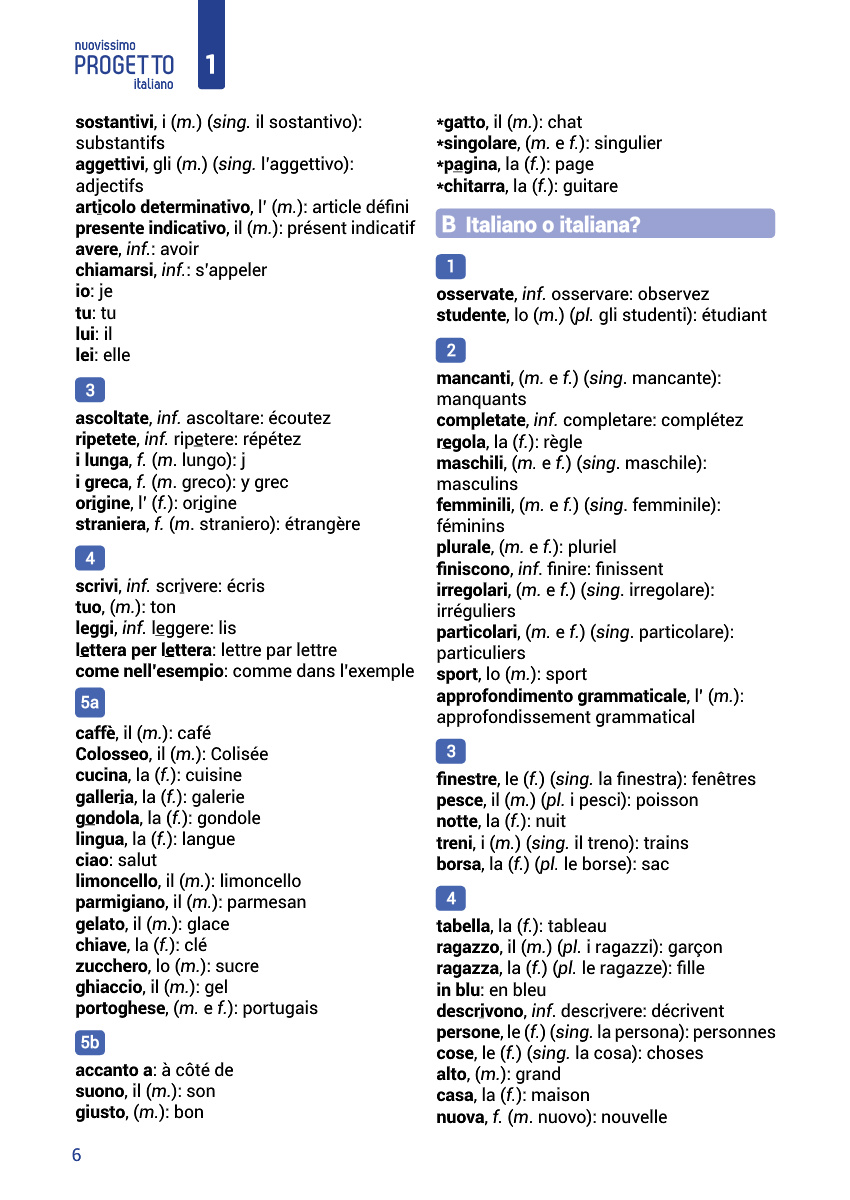 nuovissimo
PROGETTO
italiano
1
sostantivi, i (m.) (sing. il sostantivo):
substantifs
aggettivi, gli (m.) (sing. l'aggettivo):
adjectifs
articolo determinativo, l' (m.): article défini
presente indicativo, il (m.): présent indicatif
avere, inf.: avoir
chiamarsi, inf.: s'appeler
io: je
tu: tu
lui: il
lei: elle
3
ascoltate, inf. ascoltare: écoutez
ripetete, inf. ripetere: répétez
i lunga, f. (m. lungo): j
i greca, f. (m. greco): y grec
origine, l' (f.): origine
straniera, f. (m. straniero): étrangère
4
scrivi, inf. scrivere: écris
tuo, (m.): ton
leggi, inf. leggere: lis
lettera per lettera: lettre par lettre
come nell'esempio: comme dans l'exemple
5a
caffè, il (m.): café
Colosseo, il (m.): Colisée
cucina, la (f.): cuisine
galleria, la (f.): galerie
gondola, la (f.): gondole
lingua, la (f.): langue
ciao: salut
limoncello, il (m.): limoncello
parmigiano, il (m.): parmesan
gelato, il (m.): glace
chiave, la (f.): clé
zucchero, lo (m.): sucre
ghiaccio, il (m.): gel
portoghese, (m. e f.): portugais
5b
accanto a: à côté de
suono, il (m.): son
giusto, (m.): bon
*gatto, il (m.): chat
*singolare, (m. e f.): singulier
*pagina, la (f.): page
*chitarra, la (f.): guitare
B Italiano o italiana?
1
osservate, inf. osservare: observez
studente, lo (m.) (pl. gli studenti): étudiant
2
mancanti, (m. e f.) (sing. mancante):
manquants
completate, inf. completare: complétez
regola, la (f.): règle
maschili, (m. e f.) (sing. maschile):
masculins
femminili, (m. e f.) (sing. femminile):
féminins
plurale, (m. e f.): pluriel
finiscono, inf. finire: finissent
irregolari, (m. e f.) (sing. irregolare):
irréguliers
particolari, (m. e f.) (sing. particolare):
particuliers
sport, lo (m.): sport
approfondimento grammaticale, l' (m.):
approfondissement grammatical
3
finestre, le (f.) (sing. la finestra): fenêtres
pesce, il (m.) (pl. i pesci): poisson
notte, la (f.): nuit
treni, i (m.) (sing. il treno): trains
borsa, la (f.) (pl. le borse): sac
4
tabella, la (f.): tableau
ragazzo, il (m.) (pl. i ragazzi): garçon
ragazza, la (f.) (pl. le ragazze): fille
in blu: en bleu
descrivono, inf. descrivere: décrivent
persone, le (f.) (sing. la persona): personnes
cose, le (f.) (sing. la cosa): choses
alto, (m.): grand
casa, la (f.): maison
nuova, f. (m. nuovo): nouvelle
6